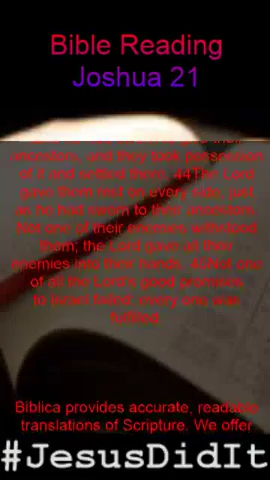 Bible Reading
Joshua 21
ancestors, and they took possession
of it and settled there. 44The Lord
gave them rest on every side, just
as he had sworn to their ancestors.
Not one of their enemies withstood
them; the Lord gave all their
enemies into their hands. 45Not one
of all the Lord's good promises
to Israel failed; every one was
fulfilled.
Biblica provides accurate, readable
translations of Scripture. We offer
#JesusDidIt